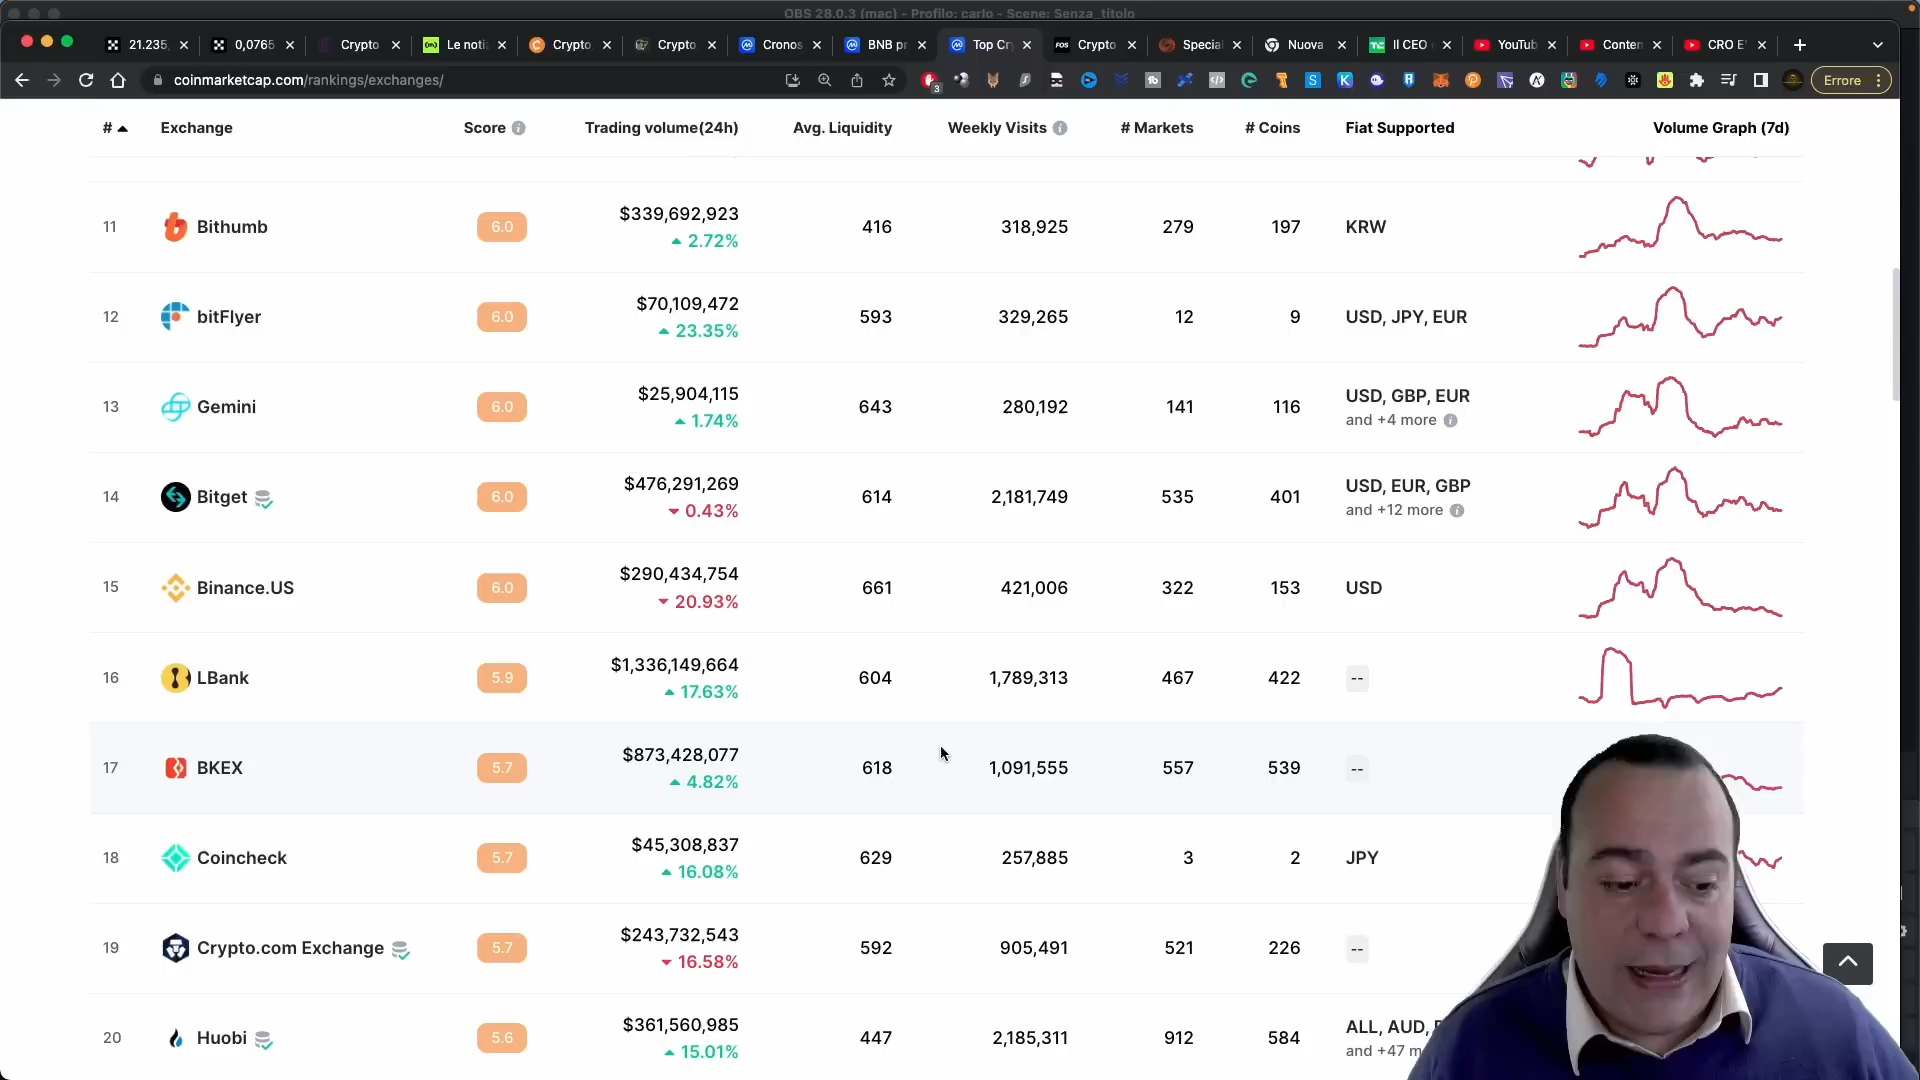 OBS 28.0.3 (mac) - Profilo: carlo - Scene: Senza_titolo
21.235,
0,0765
Crypto
Le noti
Crypto
Crypto
Cronos
BNB pr
Top Cr
Crypto
Special
Nuova
Il CEO
YouTub
Conten
CRO E
coinmarketcap.com/rankings/exchanges/
3
Errore
# Exchange Score Trading volume(24h) Avg. Liquidity Weekly Visits # Markets # Coins Fiat Supported Volume Graph (7d)
11 Bithumb 6.0 $339,692,923 416 318,925 279 197 KRW
2.72%
12 bitFlyer 6.0 $70,109,472 593 329,265 12 9 USD, JPY, EUR
23.35%
13 Gemini 6.0 $25,904,115 643 280,192 141 116 USD, GBP, EUR
1.74% and +4 more
14 Bitget 6.0 $476,291,269 614 2,181,749 535 401 USD, EUR, GBP
0.43% and +12 more
15 Binance.US 6.0 $290,434,754 661 421,006 322 153 USD
20.93%
16 LBank 5.9 $1,336,149,664 604 1,789,313 467 422 --
17.63%
17 BKEX 5.7 $873,428,077 618 1,091,555 557 539 --
4.82%
18 Coincheck 5.7 $45,308,837 629 257,885 3 2 JPY
16.08%
19 Crypto.com Exchange 5.7 $243,732,543 592 905,491 521 226 --
16.58%
20 Huobi 5.6 $361,560,985 447 2,185,311 912 584 ALL, AUD,
15.01% and +47 m